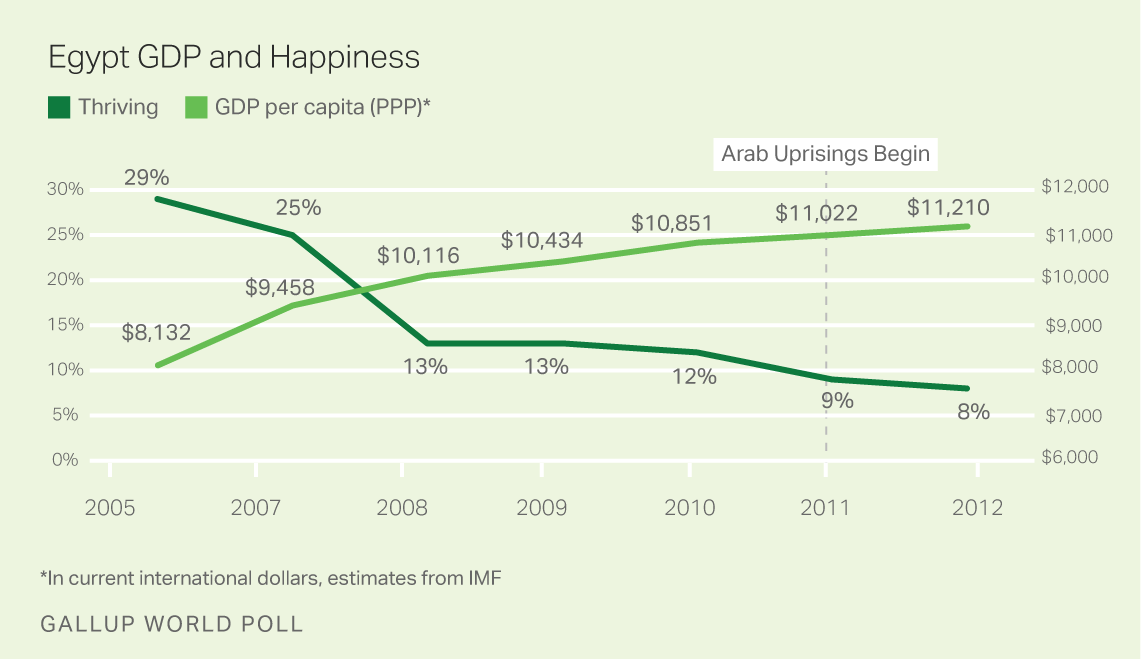 Egypt GDP and Happiness
Thriving GDP per capita (PPP)*
Arab Uprisings Begin
30% 29% 25% $11,022 $11,210 $12,000
25% $10,116 $10,434 $10,851 $11,000
20% $9,458 $10,000
15% $8,132 $9,000
10% 13% 13% 12% $8,000
5% 9% 8% $7,000
0% $6,000
2005 2007 2008 2009 2010 2011 2012
*In current international dollars, estimates from IMF
GALLUP WORLD POLL